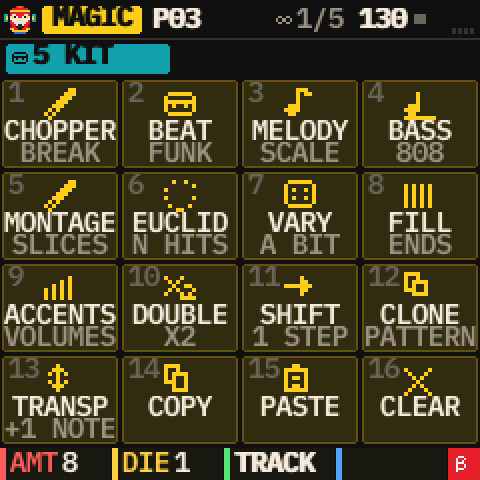 MAGIC P03 ∞1/5 130
5 KIT
1 2 3 4
CHOPPER BEAT MELODY BASS
BREAK FUNK SCALE 808
5 6 7 8
MONTAGE EUCLID VARY FILL
SLICES N HITS A BIT ENDS
9 10 11 12
ACCENTS DOUBLE SHIFT CLONE
VOLUMES X2 1 STEP PATTERN
13 14 15 16
TRANSP COPY PASTE CLEAR
+1 NOTE
AMT 8 DIE 1 TRACK β